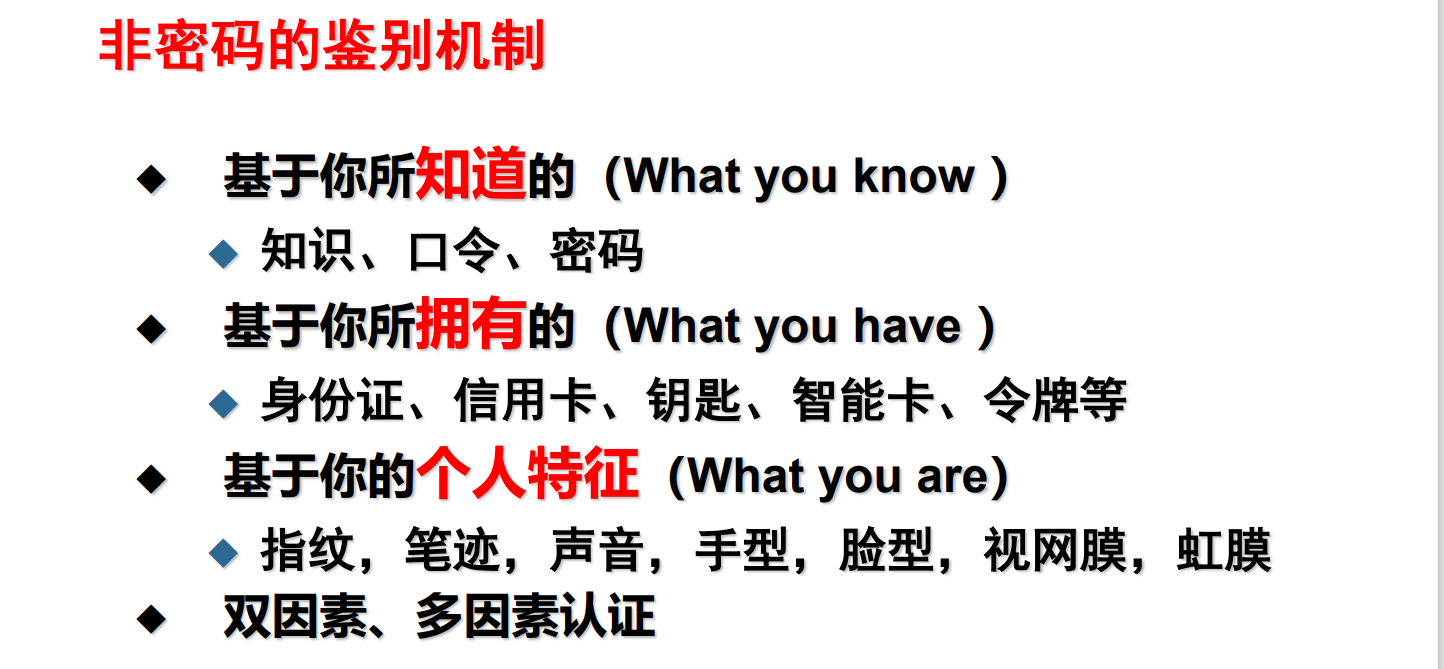 非密码的鉴别机制
◆ 基于你所知道的（What you know ）
◆ 知识、口令、密码
◆ 基于你所拥有的（What you have ）
◆ 身份证、信用卡、钥匙、智能卡、令牌等
◆ 基于你的个人特征（What you are）
◆ 指纹，笔迹，声音，手型，脸型，视网膜，虹膜
◆ 双因素、多因素认证